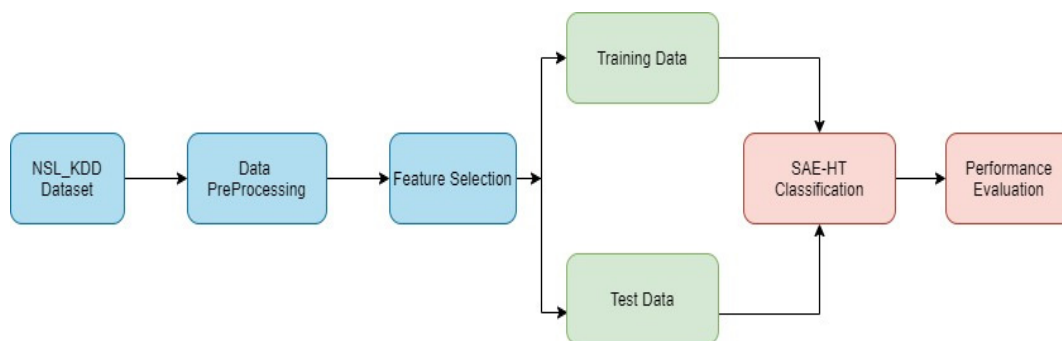 NSL_KDD
Dataset
Data
PreProcessing
Feature Selection
Training Data
Test Data
SAE-HT
Classification
Performance
Evaluation